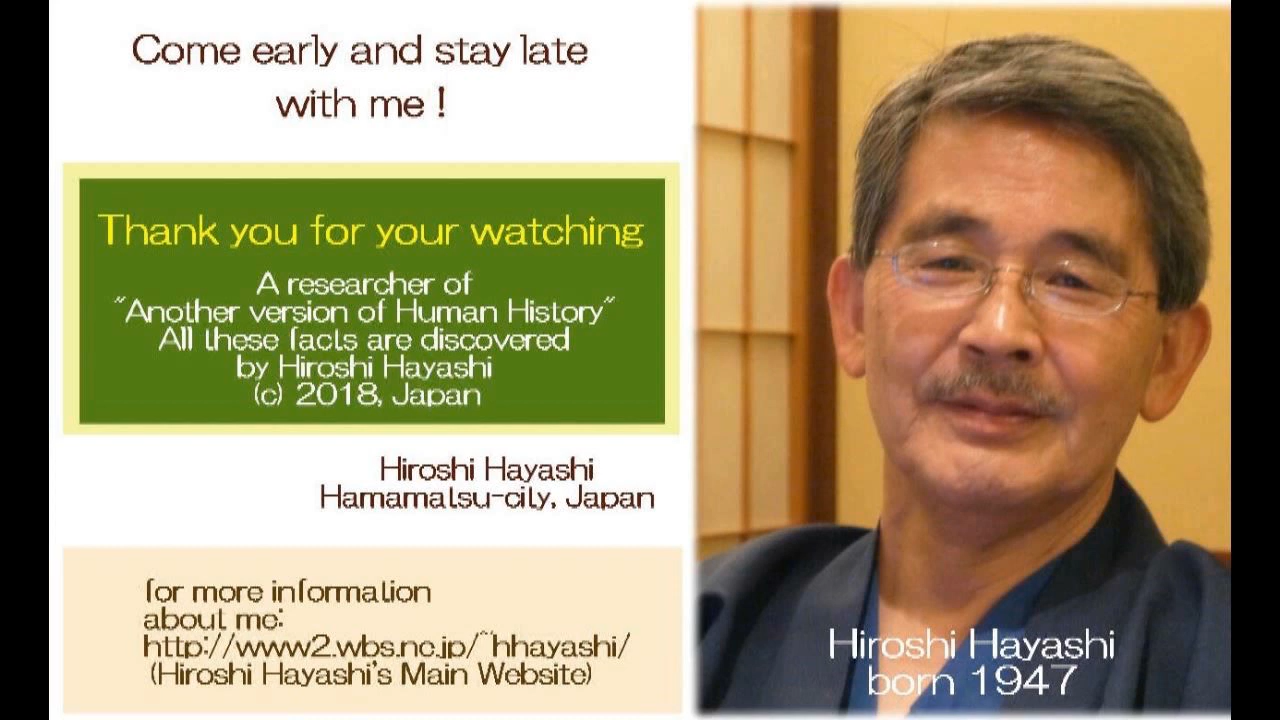 Come early and stay late
with me !
Thank you for your watching
A researcher of
"Another version of Human History"
All these facts are discovered
by Hiroshi Hayashi
(c) 2018, Japan
Hiroshi Hayashi
Hamamatsu-city, Japan
for more information
about me:
http://www2.wbs.ne.jp/~hhayashi/
(Hiroshi Hayashi's Main Website)
Hiroshi Hayashi
born 1947